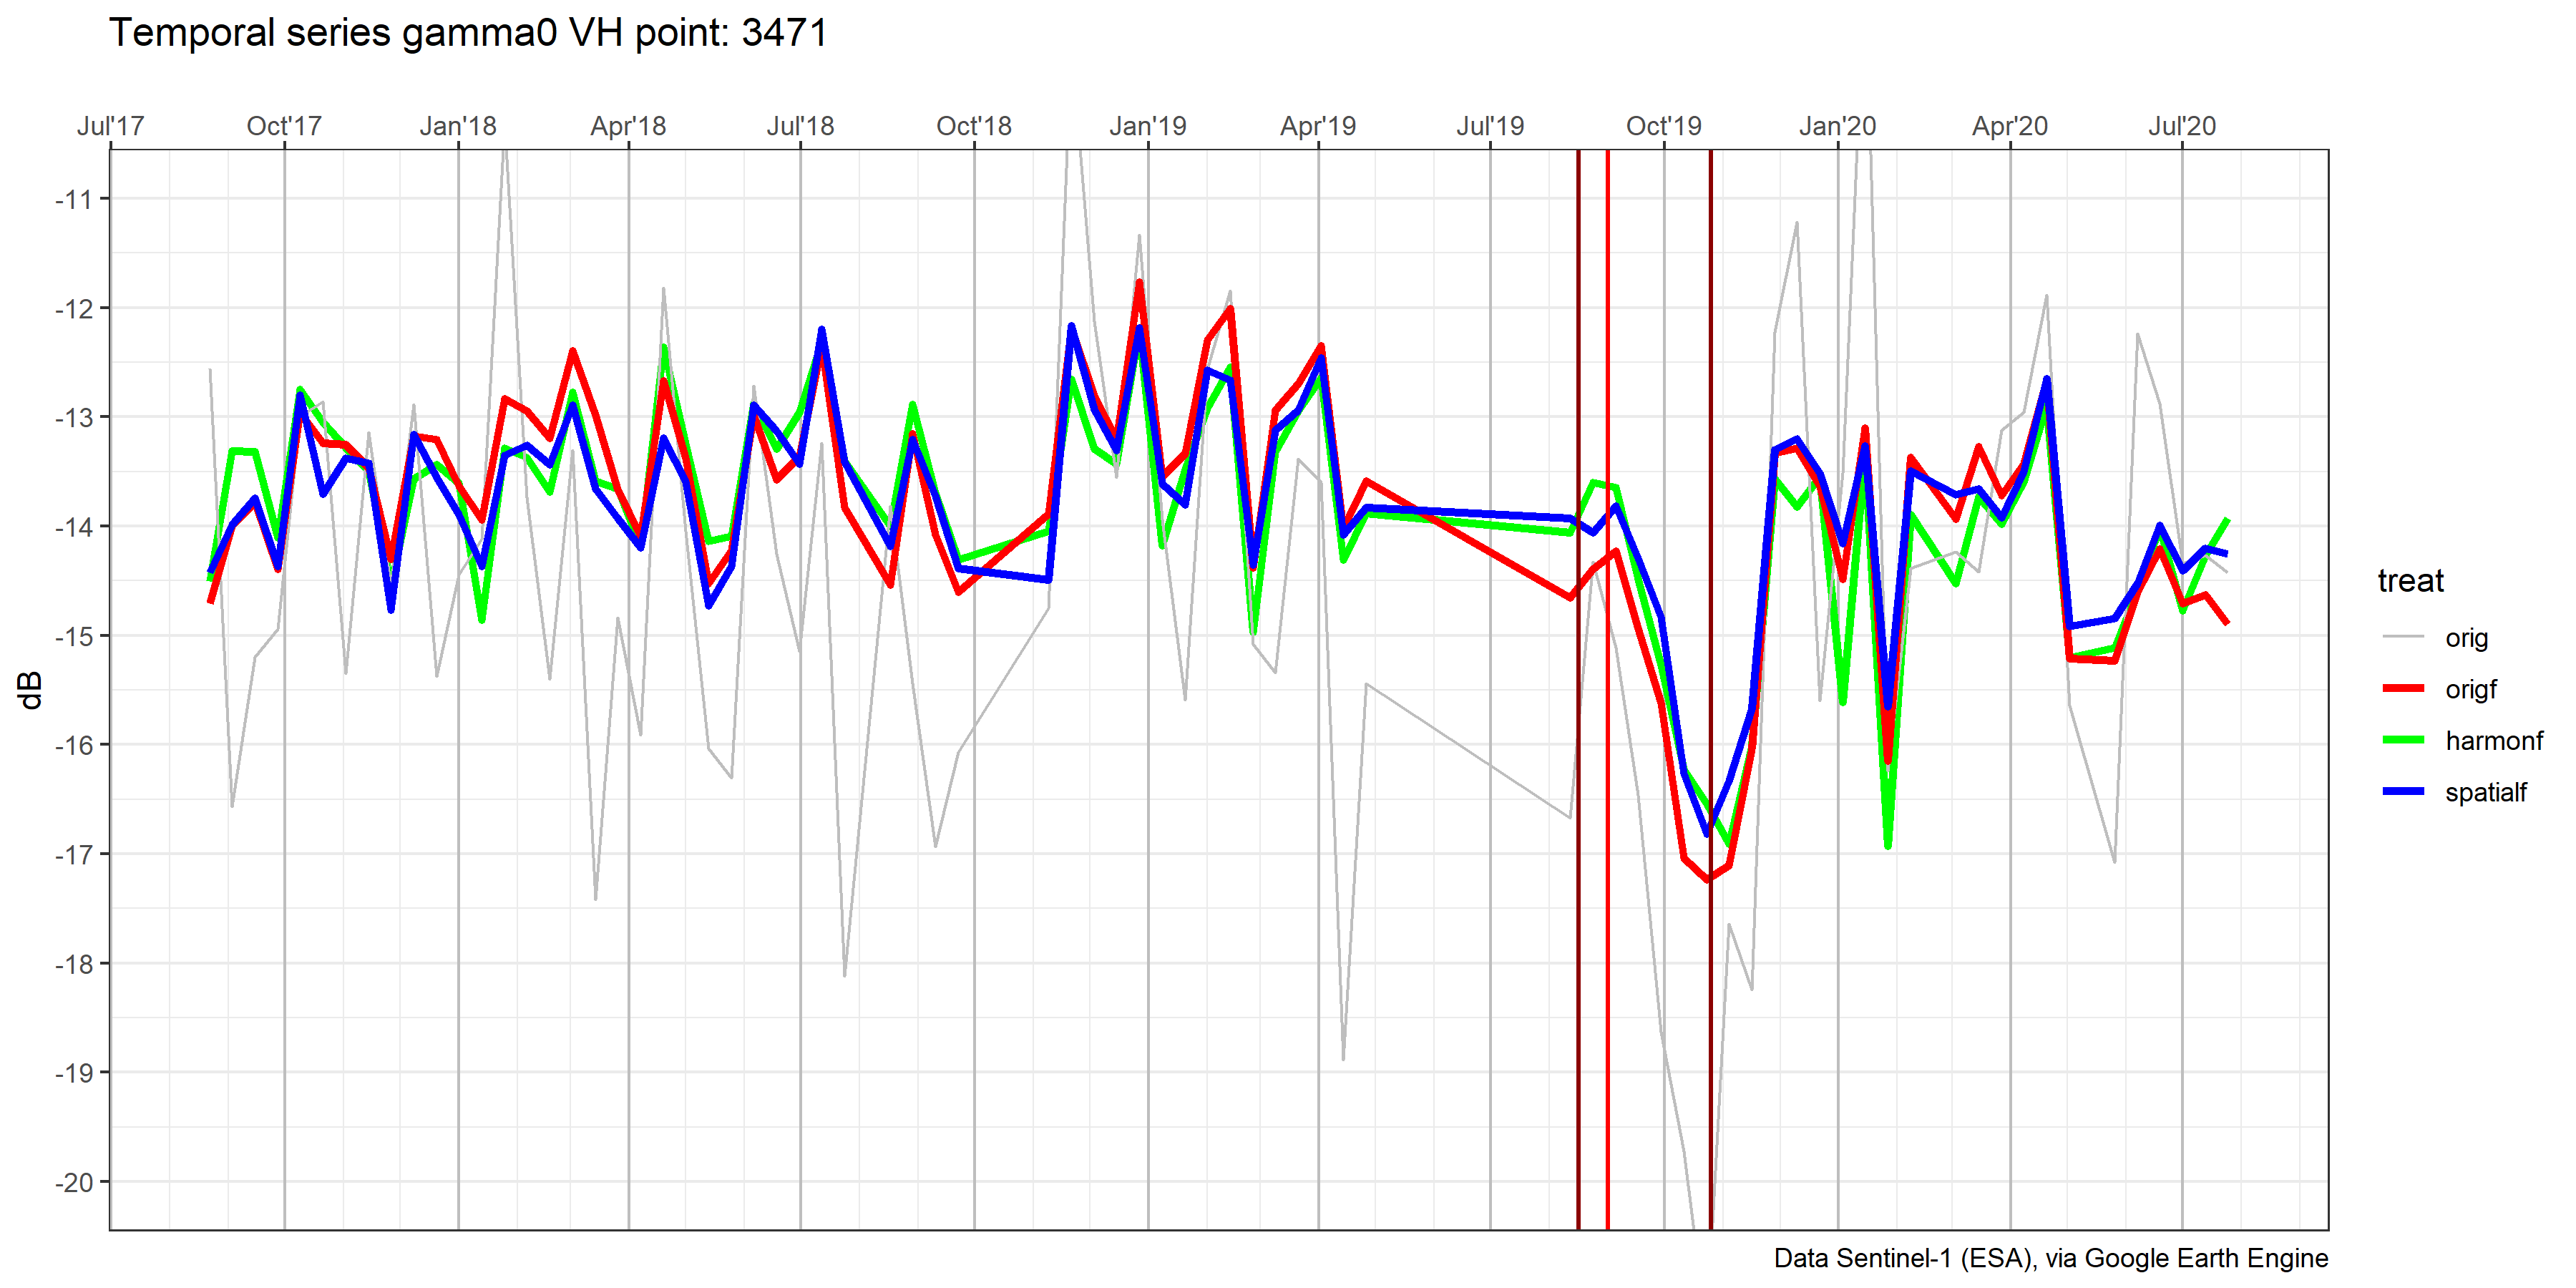 Temporal series gamma0 VH point: 3471
Jul'17 Oct'17 Jan'18 Apr'18 Jul'18 Oct'18 Jan'19 Apr'19 Jul'19 Oct'19 Jan'20 Apr'20 Jul'20
-11
-12
-13
-14
-15
-16
-17
-18
-19
-20
dB
treat
orig
origf
harmonf
spatialf
Data Sentinel-1 (ESA), via Google Earth Engine